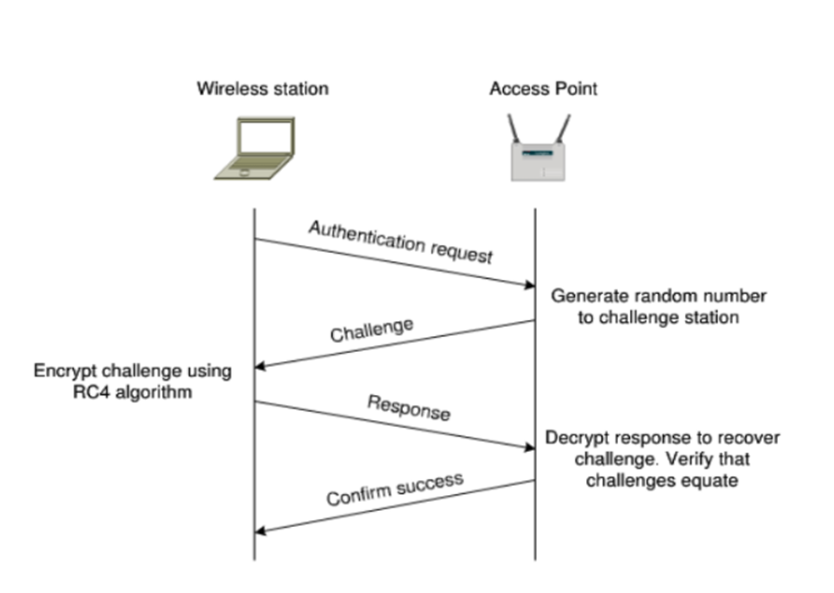 Wireless station
Access Point
Authentication request
Generate random number
to challenge station
Challenge
Encrypt challenge using
RC4 algorithm
Response
Decrypt response to recover
challenge. Verify that
challenges equate
Confirm success